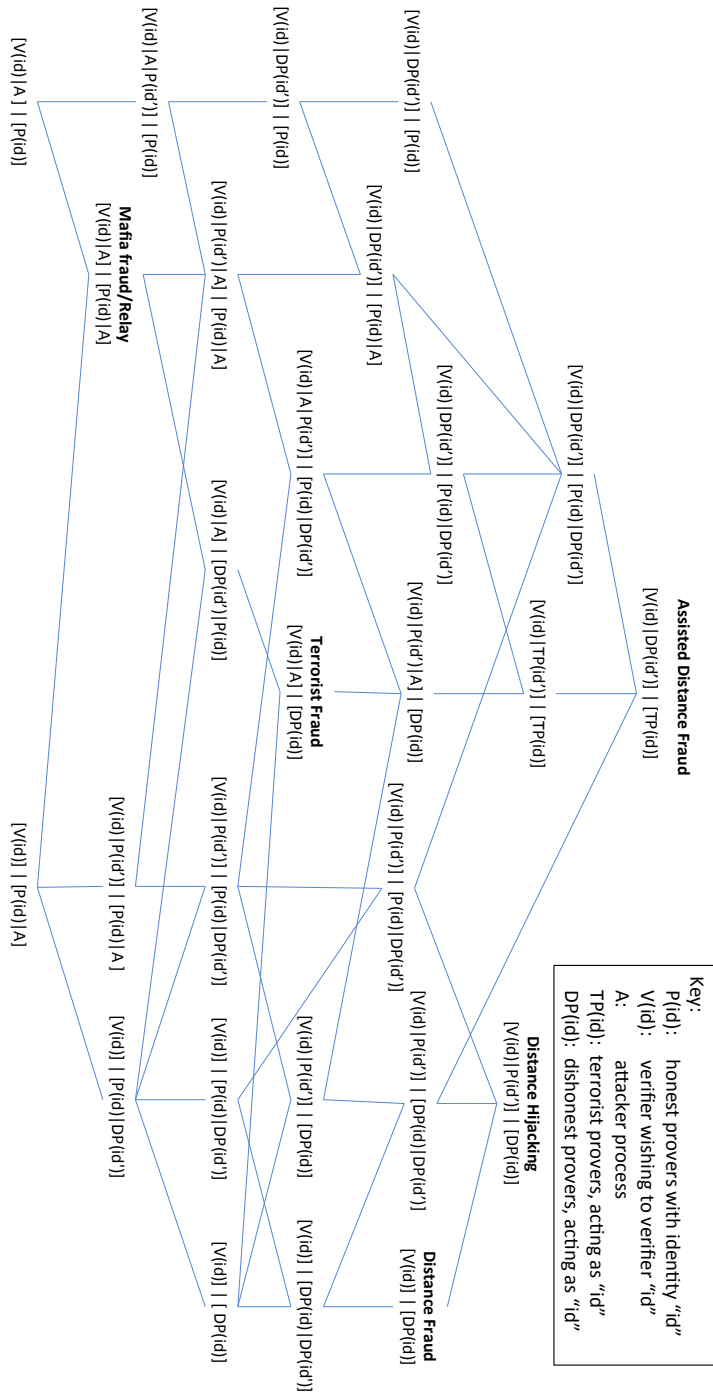 Assisted Distance Fraud
[V(id)|DP(id’)] | [TP(id)]
Key:
P(id): honest provers with identity “id”
V(id): verifier wishing to verifier “id”
A: attacker process
TP(id): terrorist provers, acting as “id”
DP(id): dishonest provers, acting as “id”
[V(id)|DP(id’)] | [P(id)|DP(id’)]
[V(id)|TP(id’)] | [TP(id)]
Distance Hijacking
[V(id)|P(id’)] | [DP(id)]
[V(id)|DP(id’)] | [P(id)]
[V(id)|DP(id’)] | [P(id)|DP(id’)]
[V(id)|P(id’)|A] | [DP(id)]
[V(id)|P(id’)] | [P(id)|DP(id’)]
[V(id)|P(id’)] | [DP(id)|DP(id’)]
Distance Fraud
[V(id)] | [DP(id)]
[V(id)|DP(id’)] | [P(id)|A]
[V(id)|DP(id’)] | [P(id)]
[V(id)|A|P(id’)] | [P(id)|DP(id’)]
Terrorist Fraud
[V(id)|A] | [DP(id)]
[V(id)|P(id’)] | [DP(id)]
[V(id)] | [DP(id)|DP(id’)]
[V(id)|P(id’)|A] | [P(id)|A]
[V(id)|A] | [DP(id’)|P(id)]
[V(id)|P(id’)] | [P(id)|DP(id’)]
[V(id)] | [P(id)|DP(id’)]
[V(id)] | [ DP(id)]
[V(id)|A|P(id’)] | [P(id)]
Mafia fraud/Relay
[V(id)|A] | [P(id)|A]
[V(id)|P(id’)] | [P(id)|A]
[V(id)] | [P(id)|DP(id’)]
[V(id)|A] | [P(id)]
[V(id)] | [P(id)|A]